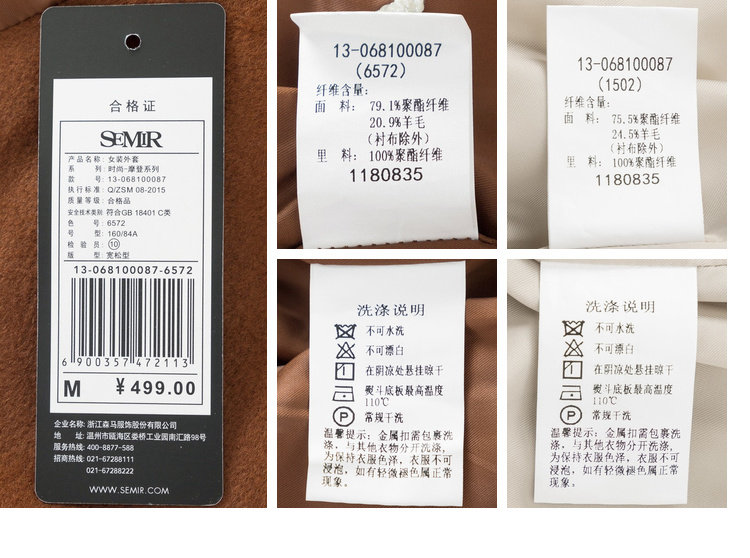 合格证
SEMIR
产品名称: 女装外套
系 列: 时尚-摩登系列
款 号: 13-068100087
执行标准: Q/ZSM 08-2015
质量等级: 合格品
安全技术类别 符合GB 18401 C类
色 号: 6572
号 型: 160/84A
检 验 员: ⑩
版 型: 宽松型
13-068100087-6572
6 900357 472113
M ¥499.00
企业名称: 浙江森马服饰股份有限公司
地 址: 温州市瓯海区娄桥工业园南汇路98号
服务热线: 400-8877-588
招商热线: 021-67288111
021-67288222
WWW.SEMIR.COM
13-068100087
(6572)
纤维含量:
面 料: 79.1%聚酯纤维
20.9%羊毛
(衬布除外)
里 料: 100%聚酯纤维
1180835
13-068100087
(1502)
纤维含量:
面 料: 75.5%聚酯纤维
24.5%羊毛
(衬布除外)
里 料: 100%聚酯纤维
1180835
洗涤说明
不可水洗
不可漂白
在阴凉处悬挂晾干
熨斗底板最高温度
110℃
P 常规干洗
温馨提示: 金属扣需包裹洗
涤, 与其他衣物分开洗涤,
为保持衣服色泽, 衣服不可
浸泡, 如有轻微褪色属正常
现象。
洗涤说明
不可水洗
不可漂白
在阴凉处悬挂晾干
熨斗底板最高温度
110℃
P 常规干洗
温馨提示: 金属扣需包裹洗
涤, 与其他衣物分开洗涤,
为保持衣服色泽, 衣服不可
浸泡, 如有轻微褪色属正常
现象。